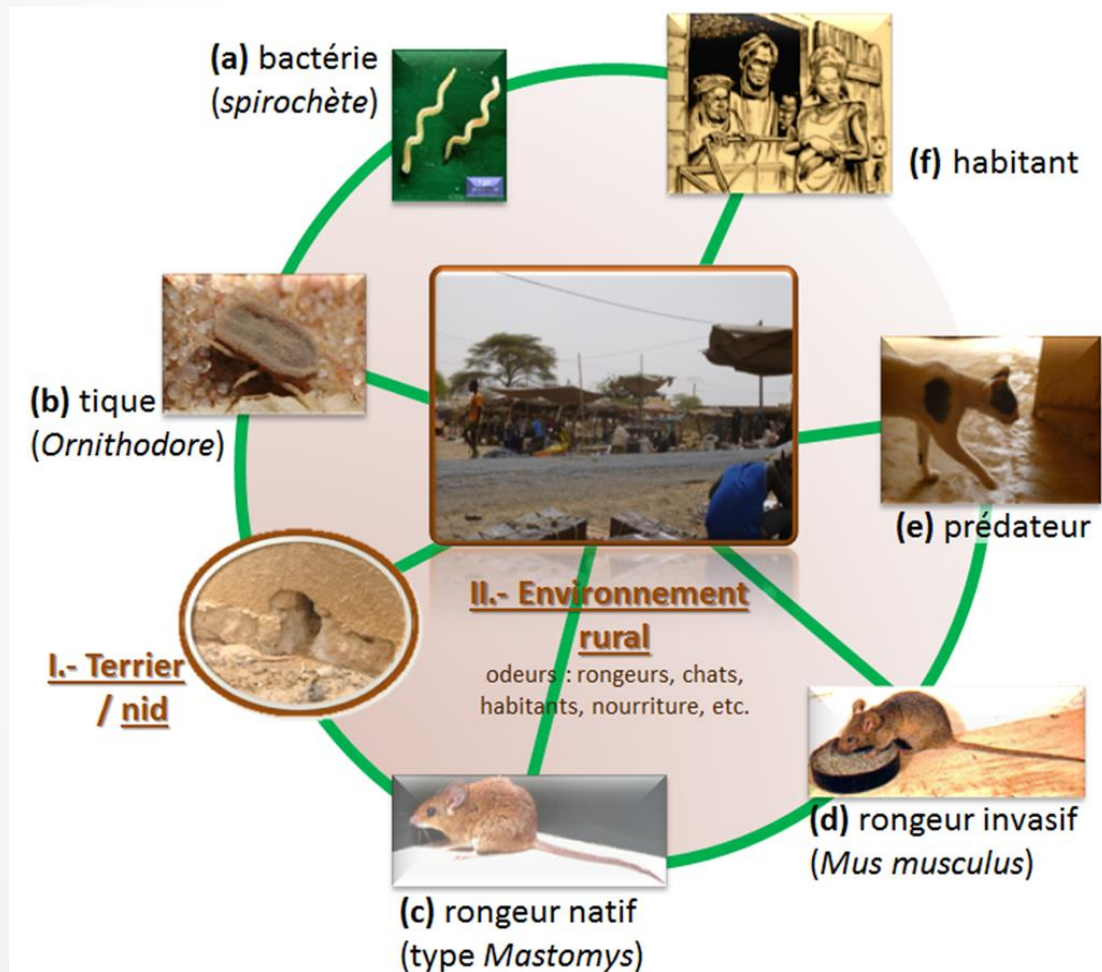 (a) bactérie
(spirochète)
(f) habitant
(b) tique
(Ornithodore)
(e) prédateur
I.- Terrier
/ nid
II.- Environnement
rural
odeurs : rongeurs, chats,
habitants, nourriture, etc.
(d) rongeur invasif
(Mus musculus)
(c) rongeur natif
(type Mastomys)